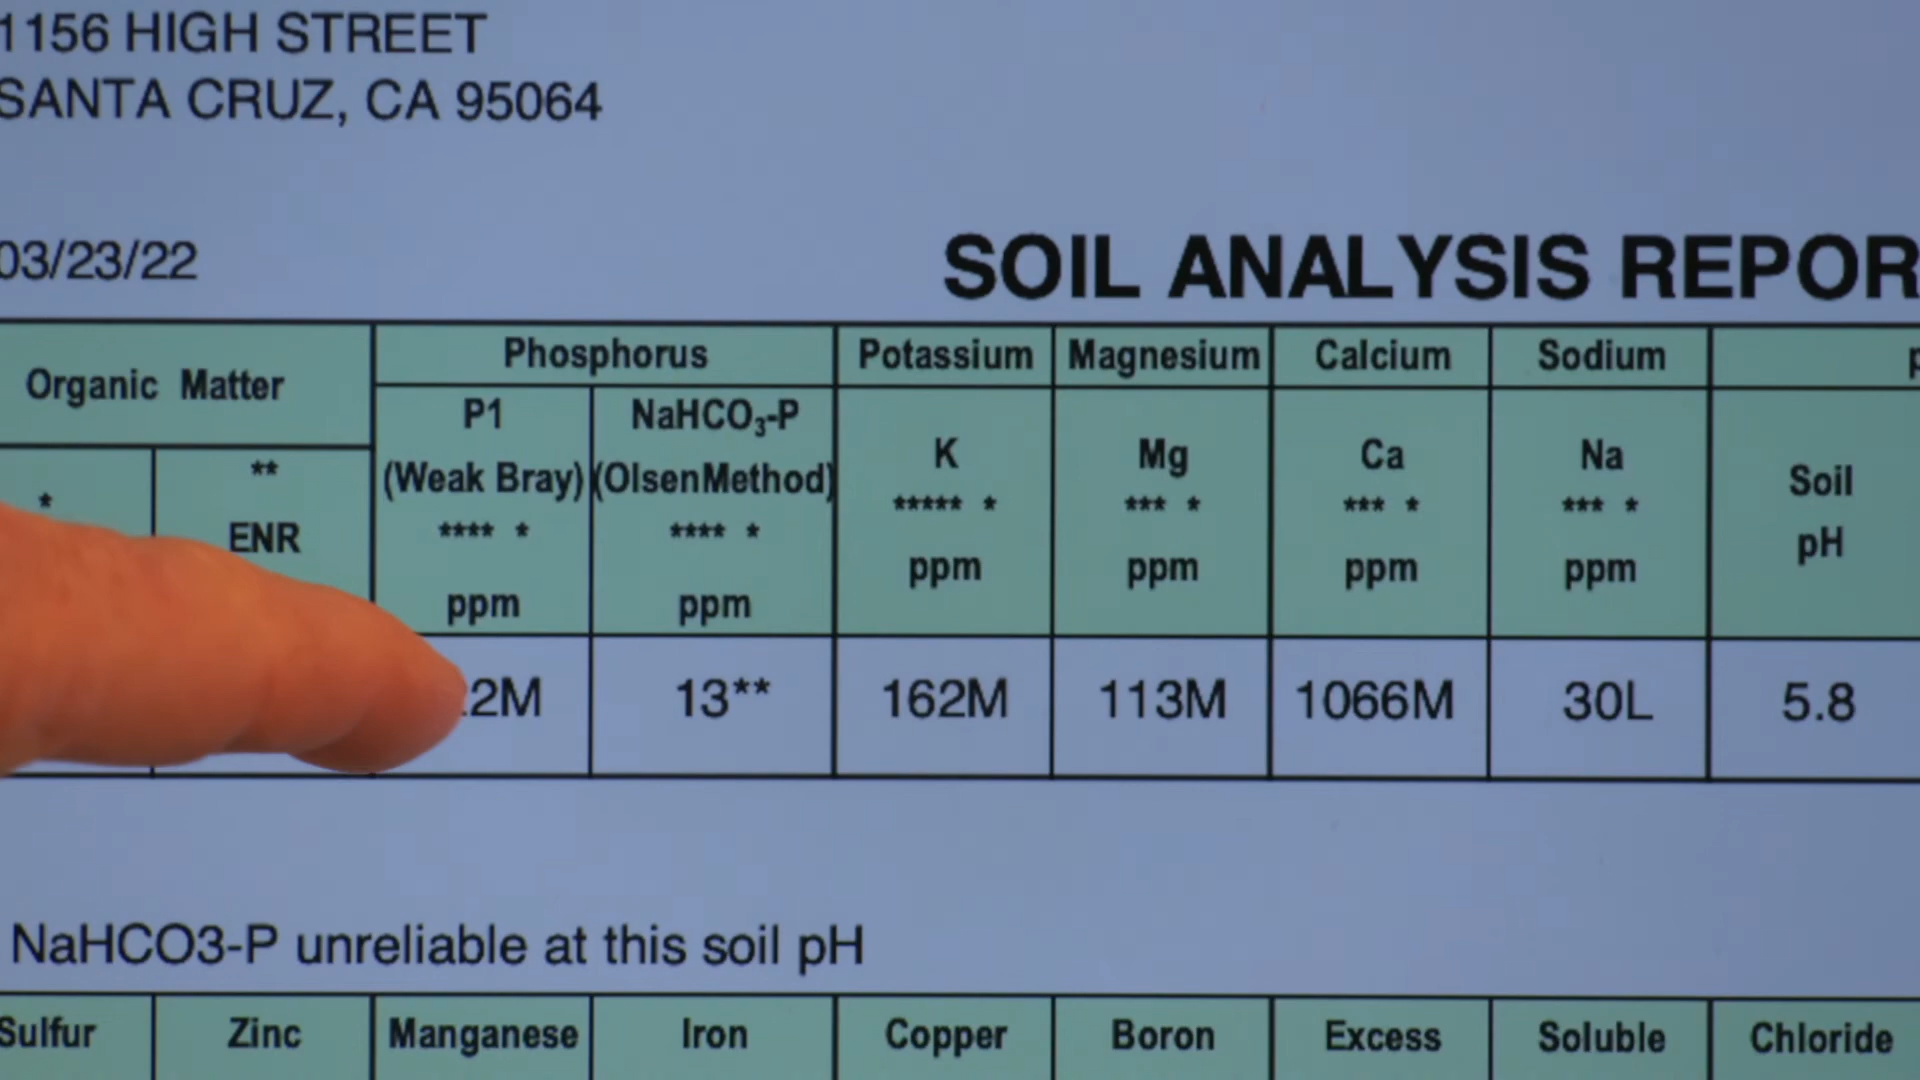 1156 HIGH STREET
SANTA CRUZ, CA 95064
03/23/22
SOIL ANALYSIS REPOR
Organic Matter
Phosphorus
Potassium
Magnesium
Calcium
Sodium
*
**
ENR
P1
(Weak Bray)
**** *
ppm
NaHCO₃-P
(OlsenMethod)
**** *
ppm
K
***** *
ppm
Mg
*** *
ppm
Ca
*** *
ppm
Na
*** *
ppm
Soil
pH
2M
13**
162M
113M
1066M
30L
5.8
NaHCO3-P unreliable at this soil pH
Sulfur
Zinc
Manganese
Iron
Copper
Boron
Excess
Soluble
Chloride